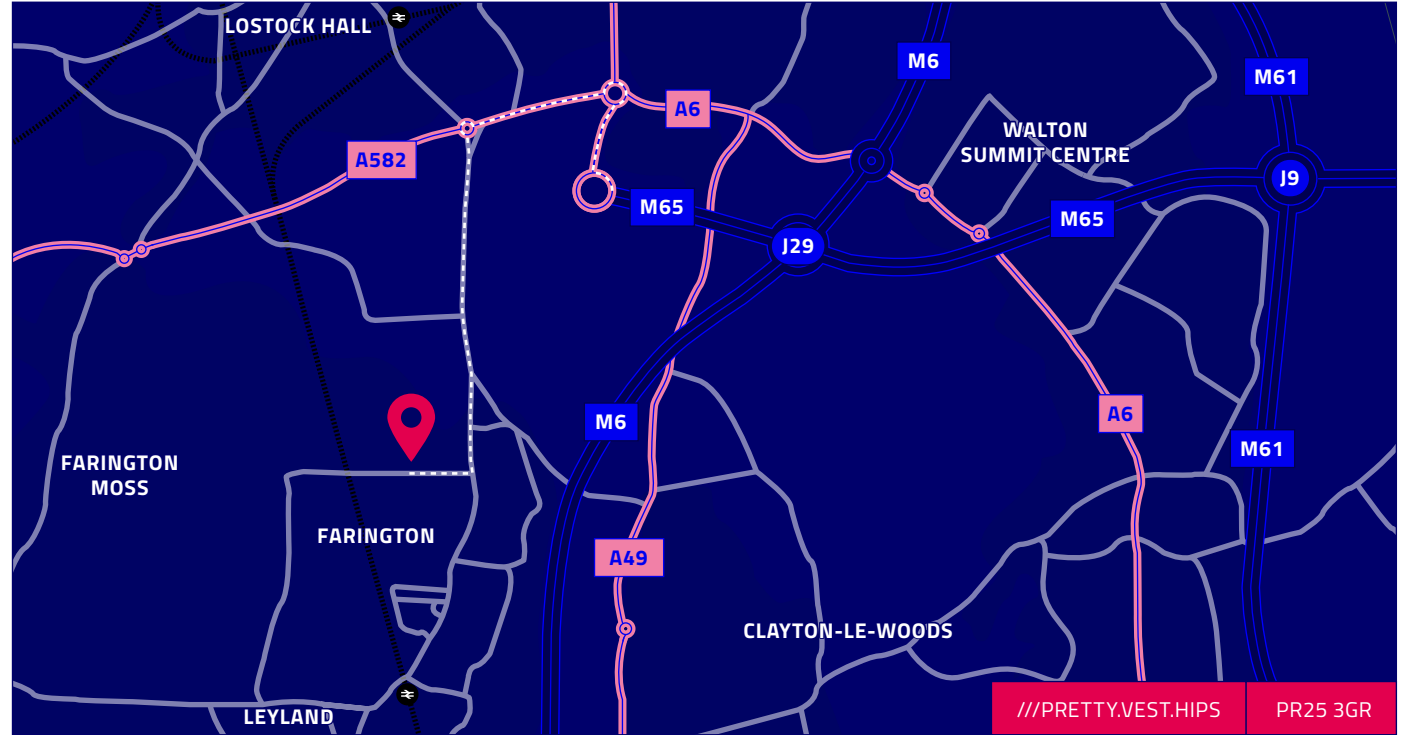 LOSTOCK HALL
M6
M61
A6
WALTON
SUMMIT CENTRE
A582
J9
M65
M65
J29
M6
A6
M61
FARINGTON
MOSS
FARINGTON
A49
CLAYTON-LE-WOODS
LEYLAND
///PRETTY.VEST.HIPS
PR25 3GR